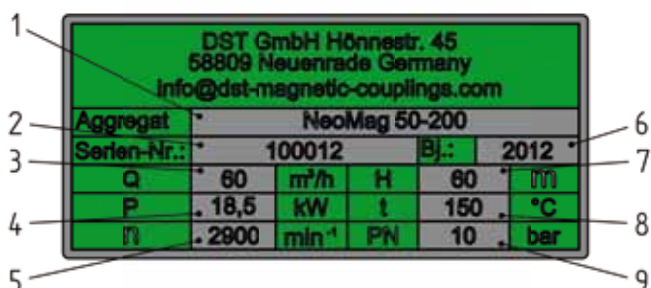 DST GmbH Hönnestr. 45
58809 Neuenrade Germany
info@dst-magnetic-couplings.com
1
Aggregat NeoMag 50-200
2 6
Serien-Nr.: 100012 Bj.: 2012
3 7
Q 60 m³/h H 60 m
P 18,5 kW t 150 °C
4 8
n 2900 min⁻¹ PN 10 bar
5 9